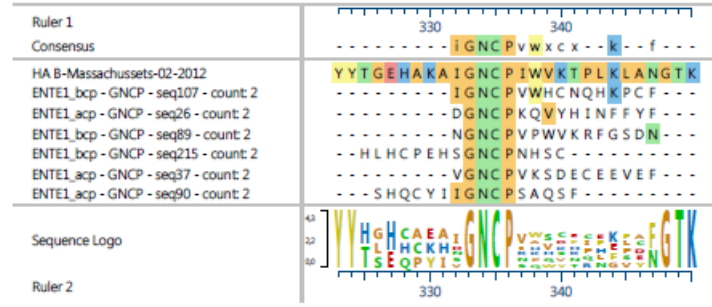 Ruler 1
330 340
Consensus
- - - - - - - - - i G N C P v w x c x - - k - - f - - -
HA B-Massachussets-02-2012 Y Y T G E H A K A I G N C P I W V K T P L K L A N G T K
ENTE1_bcp - GNCP - seq107 - count: 2 - - - - - - - - - I G N C P V W H C N Q H K P C F - - -
ENTE1_acp - GNCP - seq26 - count: 2 - - - - - - - - - D G N C P K Q V Y H I N F F Y F - - -
ENTE1_bcp - GNCP - seq89 - count: 2 - - - - - - - - - N G N C P V P W V K R F G S D N - - -
ENTE1_bcp - GNCP - seq215 - count: 2 - - H L H C P E H S G N C P N H S C - - - - - - - - - -
ENTE1_acp - GNCP - seq37 - count: 2 - - - - - - - - - V G N C P V K S D E C E E V E F - - -
ENTE1_acp - GNCP - seq90 - count: 2 - - - S H Q C Y I I G N C P S A Q S F - - - - - - - - -
Sequence Logo
Ruler 2
330 340